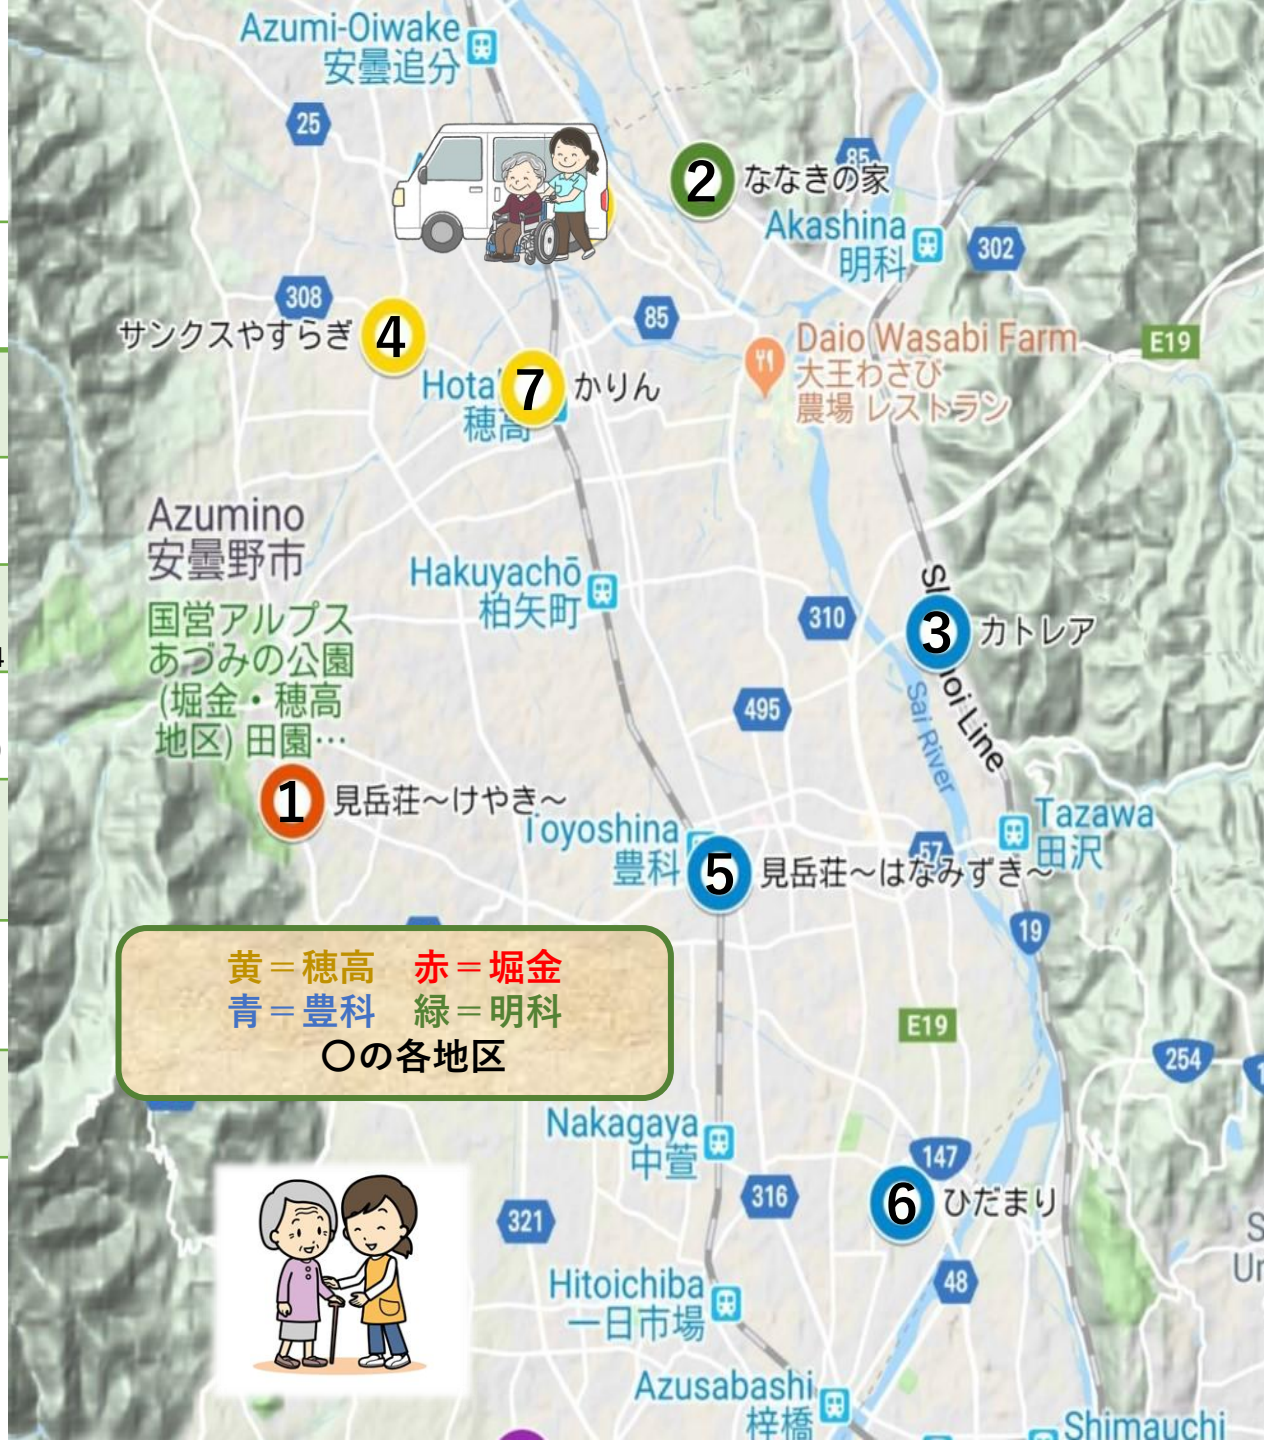 Azumi-Oiwake
安曇追分
25
2 ななきの家
85
Akashina
明科
302
308
サンクスやすらぎ 4
85
Daio Wasabi Farm
大王わさび
農場 レストラン
E19
7 かりん
穂高
Azumino
安曇野市
Hakuyachō
柏矢町
国営アルプス
あづみの公園
(堀金・穂高
地区) 田園…
310
3 カトレア
495
Sai River
Line
1 見岳荘～けやき～
Toyoshina
豊科
5 見岳荘～はなみずき～
57
Tazawa
田沢
19
黄＝穂高 赤＝堀金
青＝豊科 緑＝明科
〇の各地区
E19
254
Nakagaya
中萱
147
316
6 ひだまり
321
48
Hitoichiba
一日市場
Azusabashi
梓橋
Shimauchi